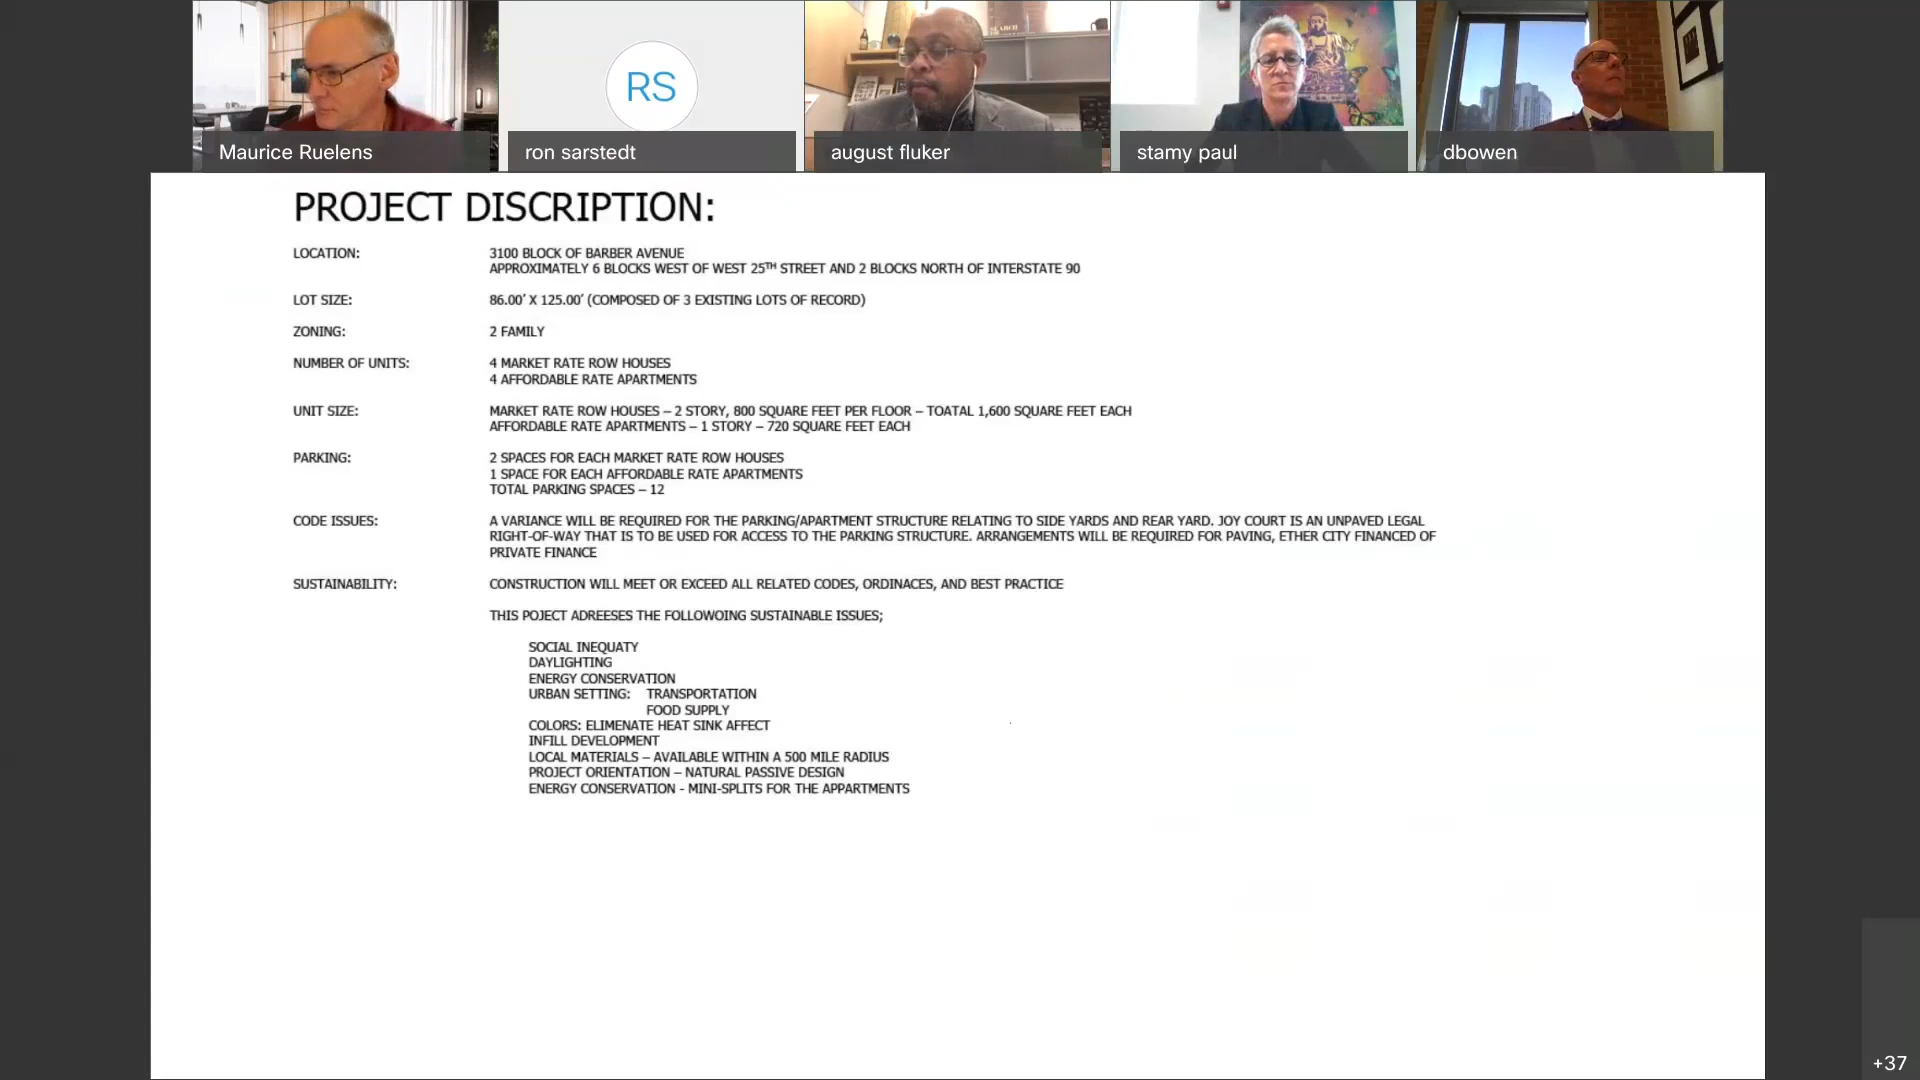 RS
SEARCH
Maurice Ruelens
ron sarstedt
august fluker
stamy paul
dbowen
PROJECT DISCRIPTION:
LOCATION: 3100 BLOCK OF BARBER AVENUE
APPROXIMATELY 6 BLOCKS WEST OF WEST 25TH STREET AND 2 BLOCKS NORTH OF INTERSTATE 90
LOT SIZE: 86.00' X 125.00' (COMPOSED OF 3 EXISTING LOTS OF RECORD)
ZONING: 2 FAMILY
NUMBER OF UNITS: 4 MARKET RATE ROW HOUSES
4 AFFORDABLE RATE APARTMENTS
UNIT SIZE: MARKET RATE ROW HOUSES – 2 STORY, 800 SQUARE FEET PER FLOOR – TOATAL 1,600 SQUARE FEET EACH
AFFORDABLE RATE APARTMENTS – 1 STORY – 720 SQUARE FEET EACH
PARKING: 2 SPACES FOR EACH MARKET RATE ROW HOUSES
1 SPACE FOR EACH AFFORDABLE RATE APARTMENTS
TOTAL PARKING SPACES – 12
CODE ISSUES: A VARIANCE WILL BE REQUIRED FOR THE PARKING/APARTMENT STRUCTURE RELATING TO SIDE YARDS AND REAR YARD. JOY COURT IS AN UNPAVED LEGAL
RIGHT-OF-WAY THAT IS TO BE USED FOR ACCESS TO THE PARKING STRUCTURE. ARRANGEMENTS WILL BE REQUIRED FOR PAVING, ETHER CITY FINANCED OF
PRIVATE FINANCE
SUSTAINABILITY: CONSTRUCTION WILL MEET OR EXCEED ALL RELATED CODES, ORDINACES, AND BEST PRACTICE
THIS POJECT ADREESES THE FOLLOWOING SUSTAINABLE ISSUES;
SOCIAL INEQUATY
DAYLIGHTING
ENERGY CONSERVATION
URBAN SETTING: TRANSPORTATION
FOOD SUPPLY
COLORS: ELIMENATE HEAT SINK AFFECT
INFILL DEVELOPMENT
LOCAL MATERIALS – AVAILABLE WITHIN A 500 MILE RADIUS
PROJECT ORIENTATION – NATURAL PASSIVE DESIGN
ENERGY CONSERVATION - MINI-SPLITS FOR THE APPARTMENTS
+37